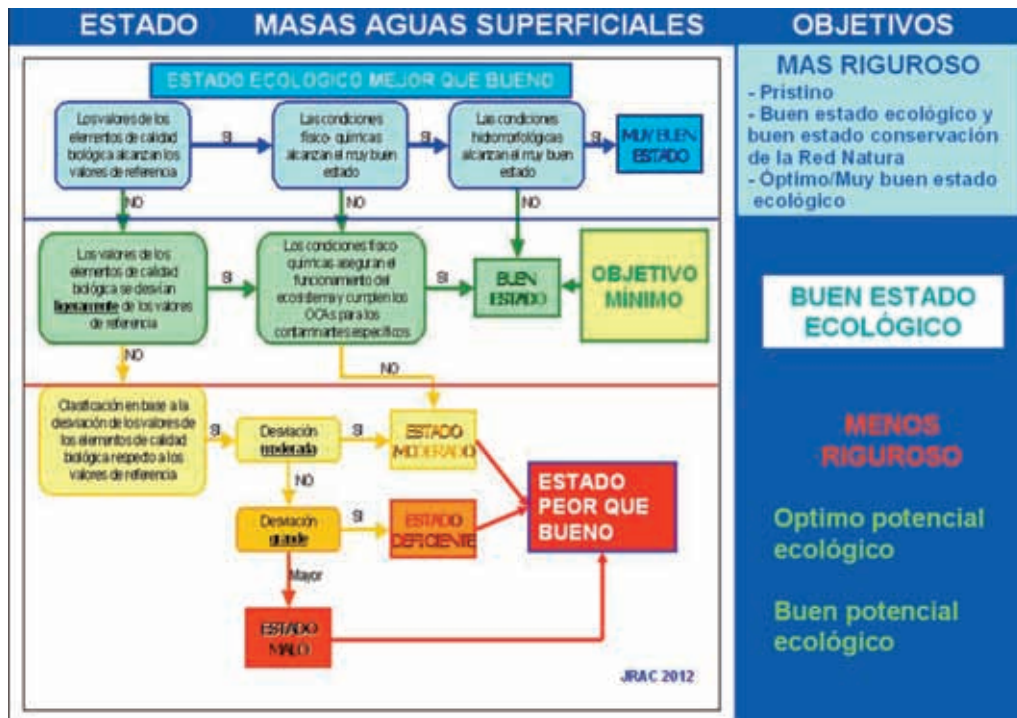 ESTADO MASAS AGUAS SUPERFICIALES OBJETIVOS
ESTADO ECOLOGICO MEJOR QUE BUENO
Los valores de los
elementos de calidad
biológica alcanzan los
valores de referencia
SI
Las condiciones
físico- químicas
alcanzan el muy buen
estado
SI
Las condiciones
hidromorfológicas
alcanzan el muy buen
estado
SI
MUY BUEN
ESTADO
NO
NO
NO
Los valores de los
elementos de calidad
biológica se desvían
ligeramente de los valores
de referencia
SI
Los condiciones físico
químicas aseguran el
funcionamento del
ecosistema y cumplen los
OCAs para los
contaminantes específicos
SI
BUEN
ESTADO
OBJETIVO
MÍNIMO
NO
NO
Clasificación en base a la
desviación de los valores de
los elementos de calidad
biológica respecto a los
valores de referencia
SI
Desviación
moderada
SI
ESTADO
MODERADO
NO
Desviación
grande
SI
ESTADO
DEFICIENTE
ESTADO
PEOR QUE
BUENO
Mayor
ESTADO
MALO
JRAC 2012
MAS RIGUROSO
- Pristino
- Buen estado ecológico y
buen estado conservación
de la Red Natura
- Óptimo/Muy buen estado
ecológico
BUEN ESTADO
ECOLÓGICO
MENOS
RIGUROSO
Optimo potencial
ecológico
Buen potencial
ecológico